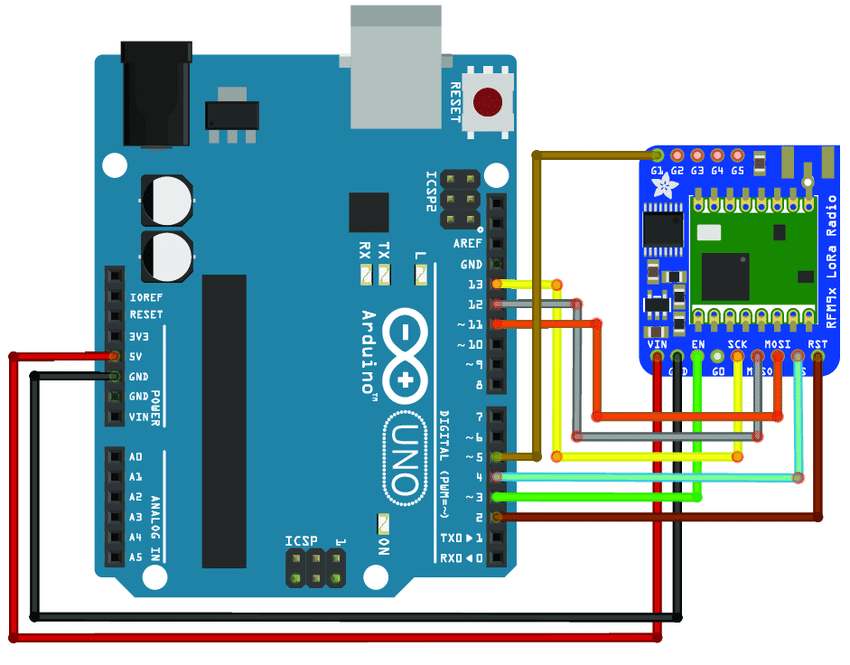 RESET
ICSP2
AREF
GND
13
12
~11
~10
~9
8
7
~6
~5
4
~3
2
TX0▶1
RX0◀0
DIGITAL (PWM=~)
RX
TX
L
Arduino™
UNO
ON
ICSP
1
IOREF
RESET
3V3
5V
GND
GND
VIN
POWER
A0
A1
A2
A3
A4
A5
ANALOG IN
G1 G2 G3 G4 G5
RFM9x LoRa Radio
VIN EN SCK MOSI RST
G0